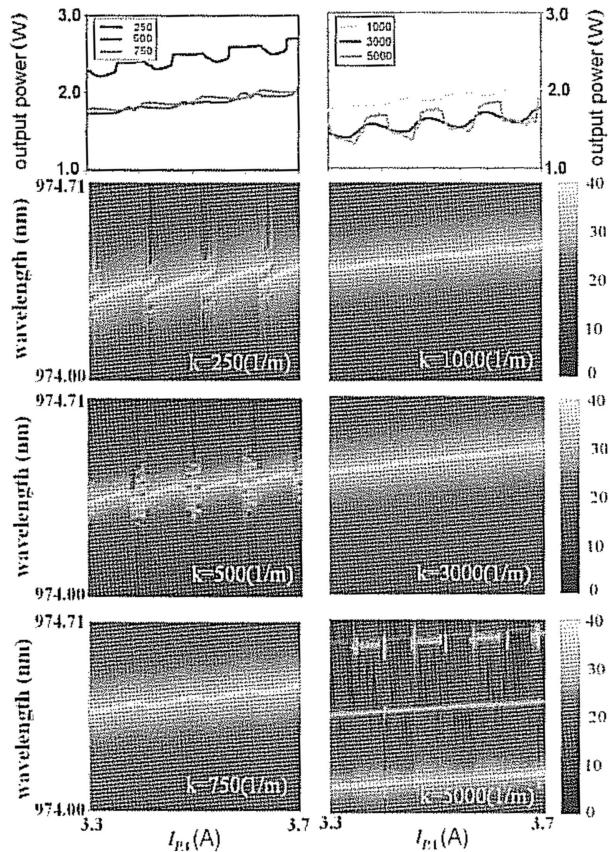 output power (W)
3.0
2.0
1.0
250
500
750
output power (W)
3.0
2.0
1.0
1000
3000
5000
wavelength (nm)
974.71
974.00
k=250(1/m)
k=1000(1/m)
40
30
20
10
0
wavelength (nm)
974.71
974.00
k=500(1/m)
k=3000(1/m)
40
30
20
10
0
wavelength (nm)
974.71
974.00
k=750(1/m)
k=5000(1/m)
40
30
20
10
0
3.3
(A)
3.7
3.3
(A)
3.7